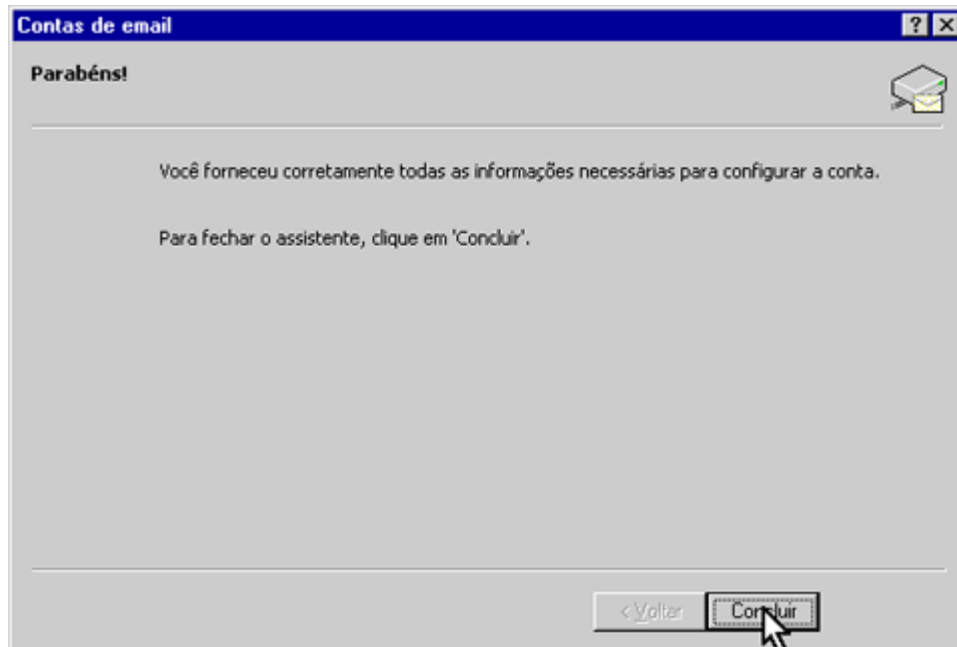 Contas de email
Parabéns!
Você forneceu corretamente todas as informações necessárias para configurar a conta.
Para fechar o assistente, clique em 'Concluir'.
< Voltar Concluir